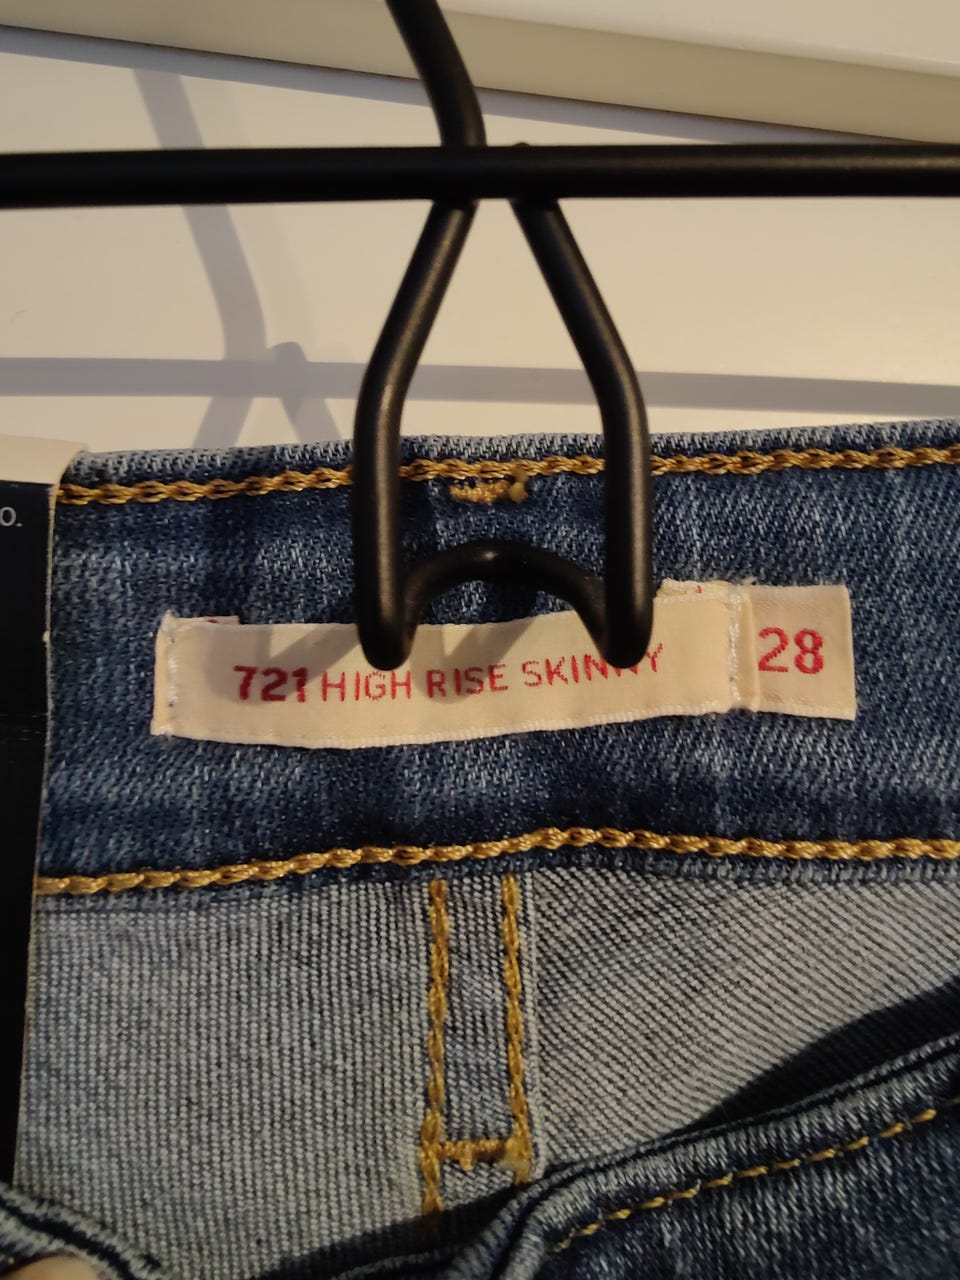 O.
721 HIGH RISE SKINNY 28